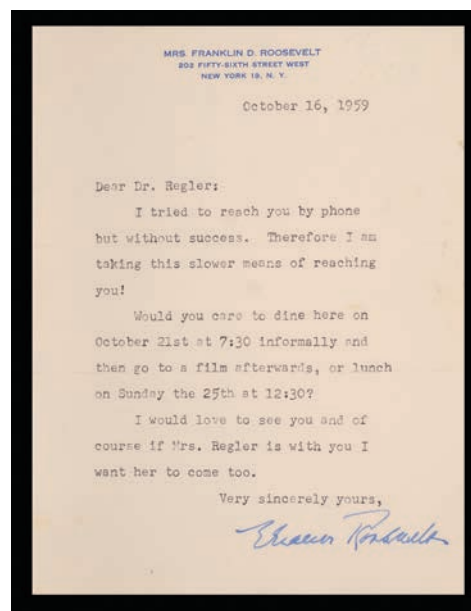 MRS. FRANKLIN D. ROOSEVELT
202 FIFTY-SIXTH STREET WEST
NEW YORK 19, N. Y.
October 16, 1959
Dear Dr. Regler:
I tried to reach you by phone
but without success. Therefore I am
taking this slower means of reaching
you!
Would you care to dine here on
October 21st at 7:30 informally and
then go to a film afterwards, or lunch
on Sunday the 25th at 12:30?
I would love to see you and of
course if Mrs. Regler is with you I
want her to come too.
Very sincerely yours,
Eleanor Roosevelt